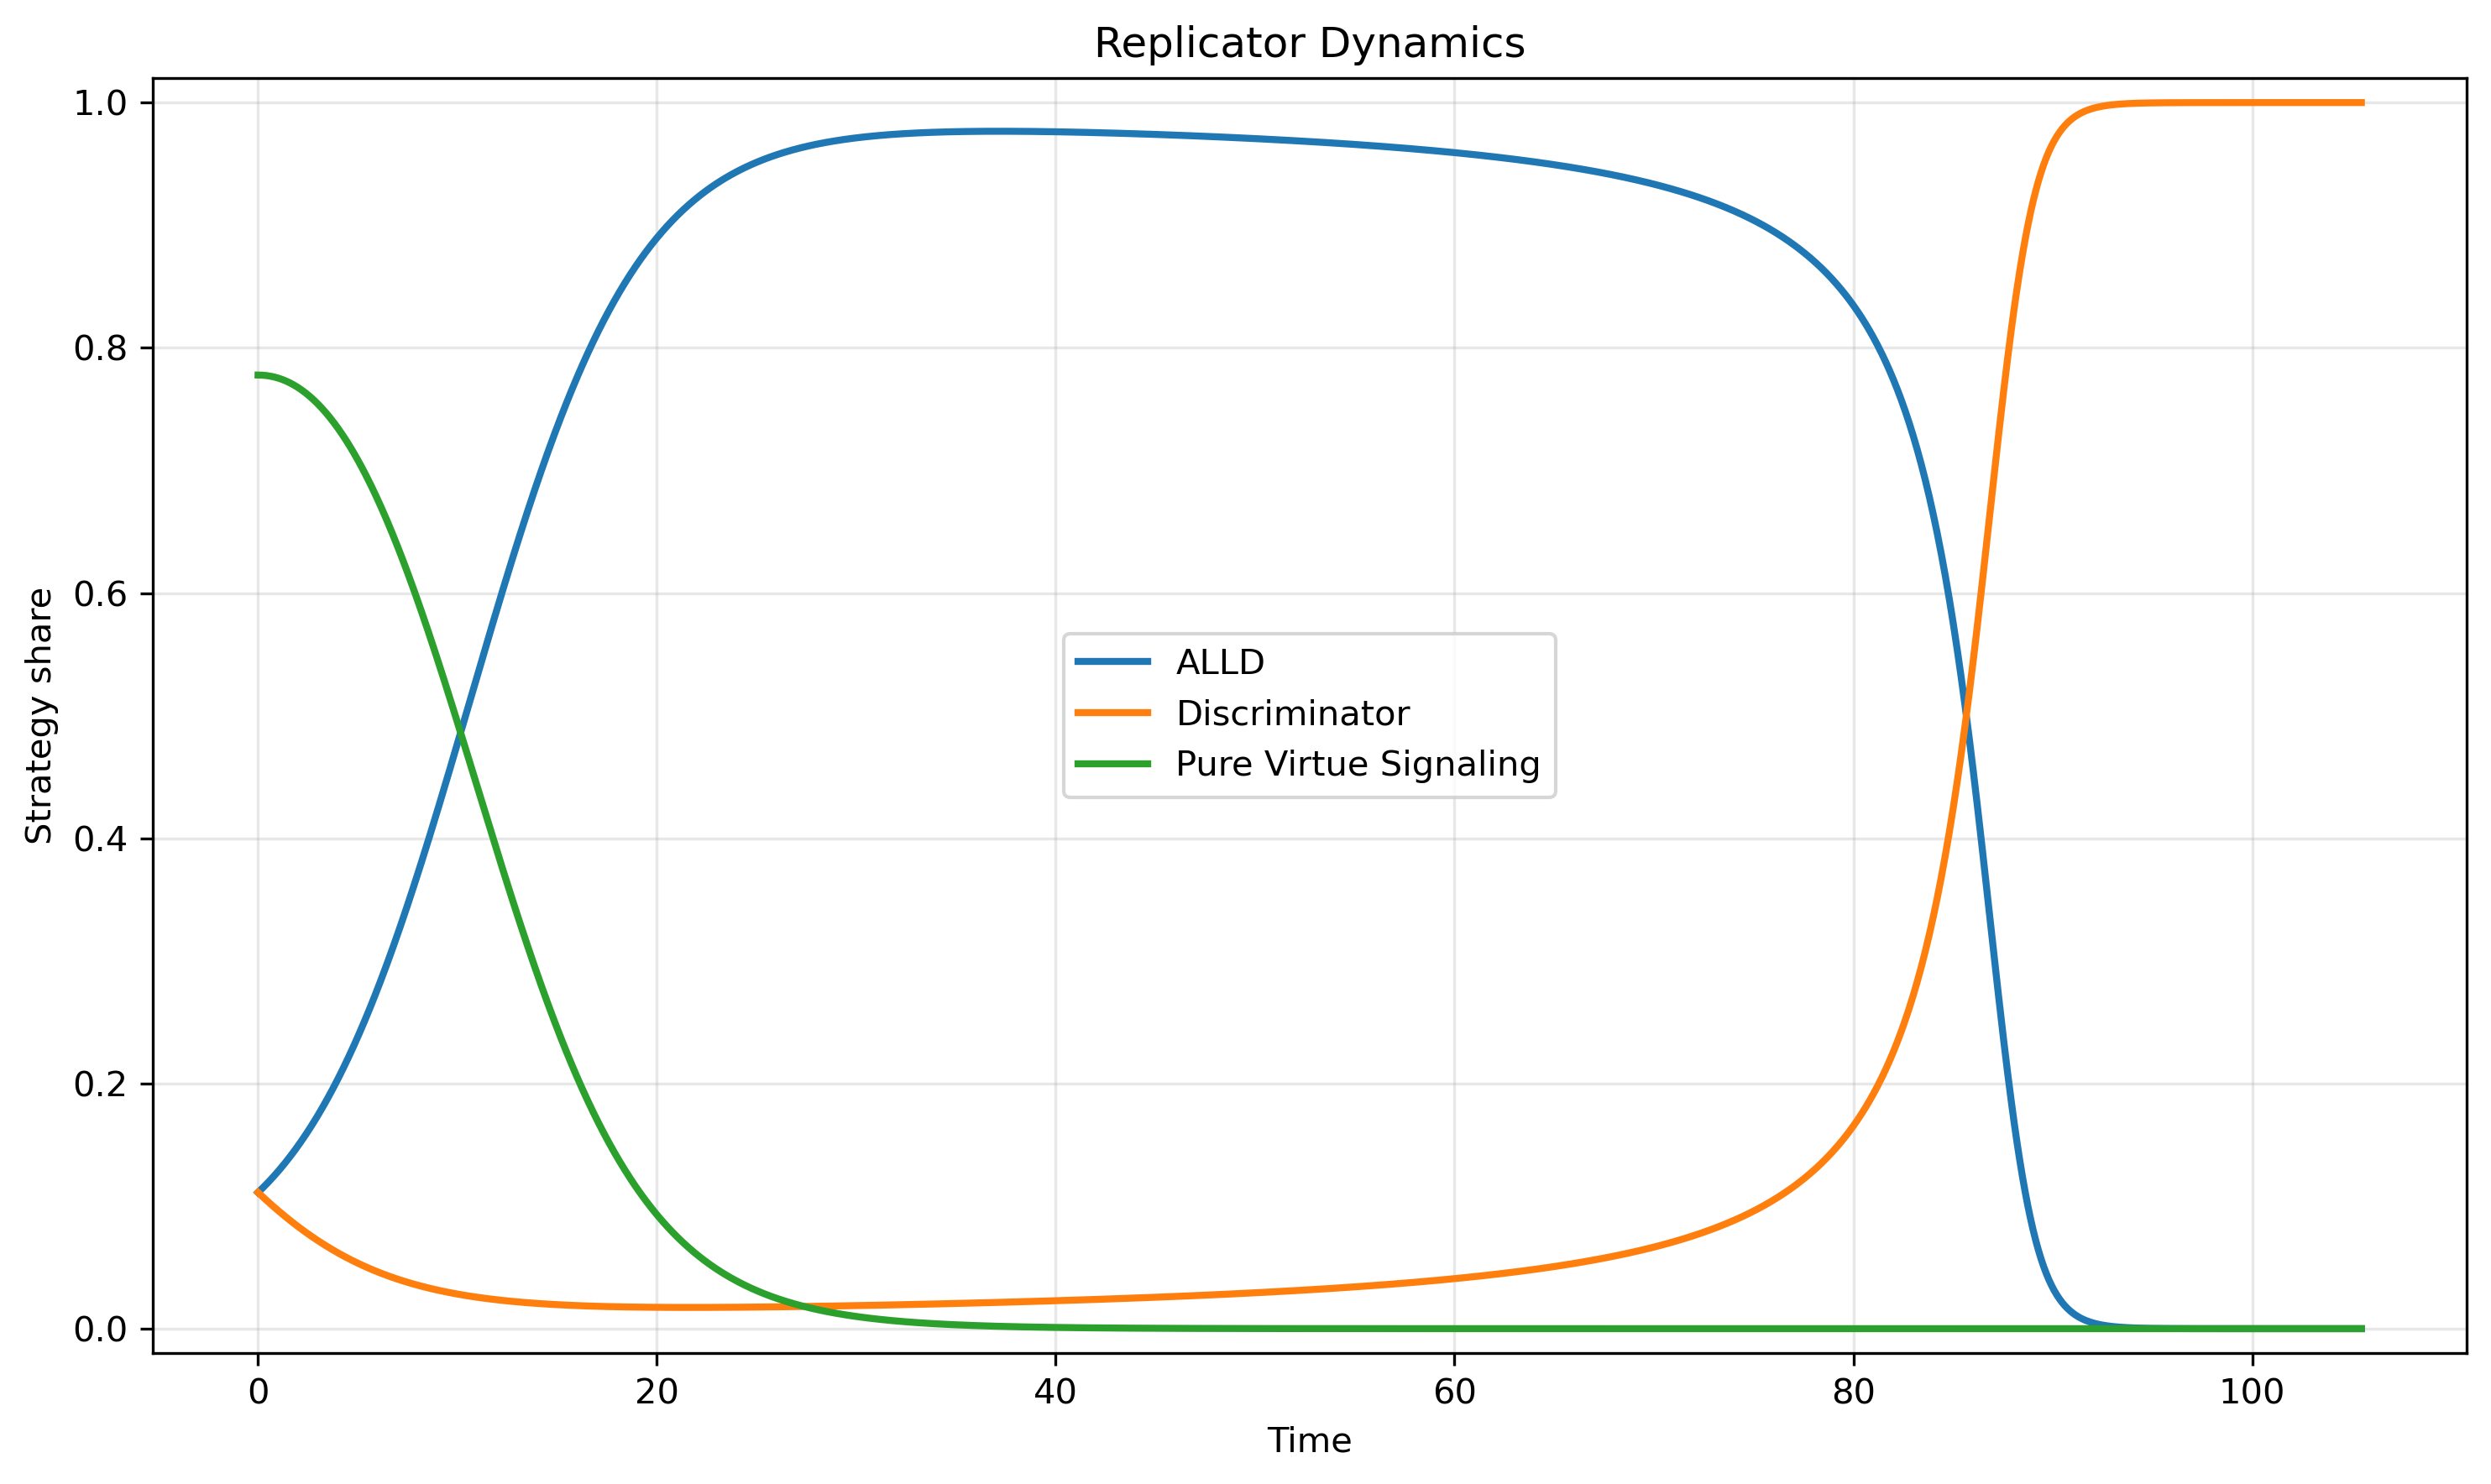 Replicator Dynamics
1.0
0.8
0.6
0.4
0.2
0.0
Strategy share
ALLD
Discriminator
Pure Virtue Signaling
0 20 40 60 80 100
Time